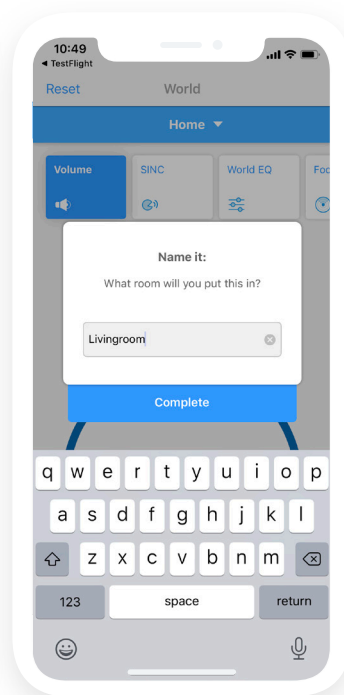 10:49
◀ TestFlight
Reset World
Home ▼
Volume SINC World EQ Foc
Name it:
What room will you put this in?
Livingroom
Complete
q w e r t y u i o p
a s d f g h j k l
z x c v b n m
123 space return